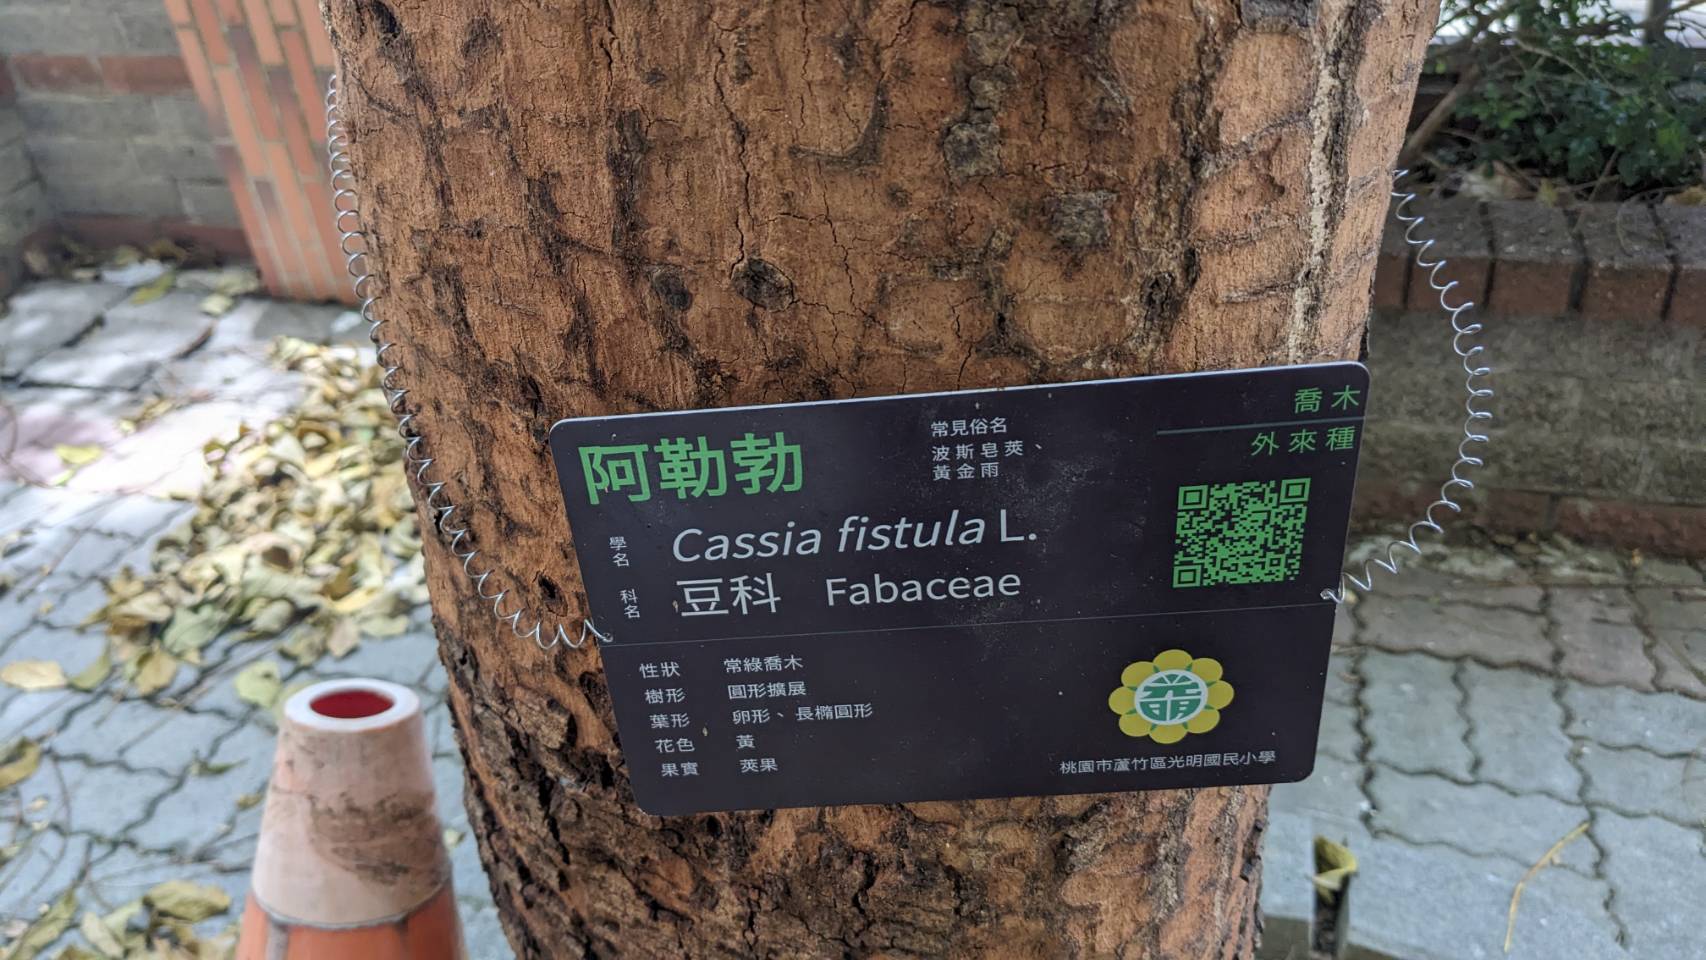 阿勒勃
常見俗名
波斯皂莢、
黃金雨
喬木
外來種
學名 Cassia fistula L.
科名 豆科 Fabaceae
性狀 常綠喬木
樹形 圓形擴展
葉形 卵形、長橢圓形
花色 黃
果實 莢果
桃園市蘆竹區光明國民小學